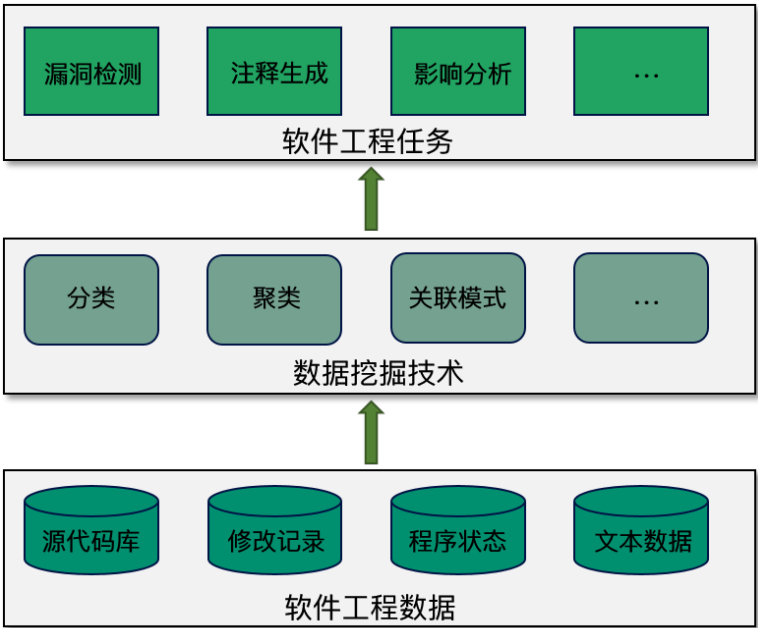 漏洞检测 注释生成 影响分析 …
软件工程任务
分类 聚类 关联模式 …
数据挖掘技术
源代码库 修改记录 程序状态 文本数据
软件工程数据